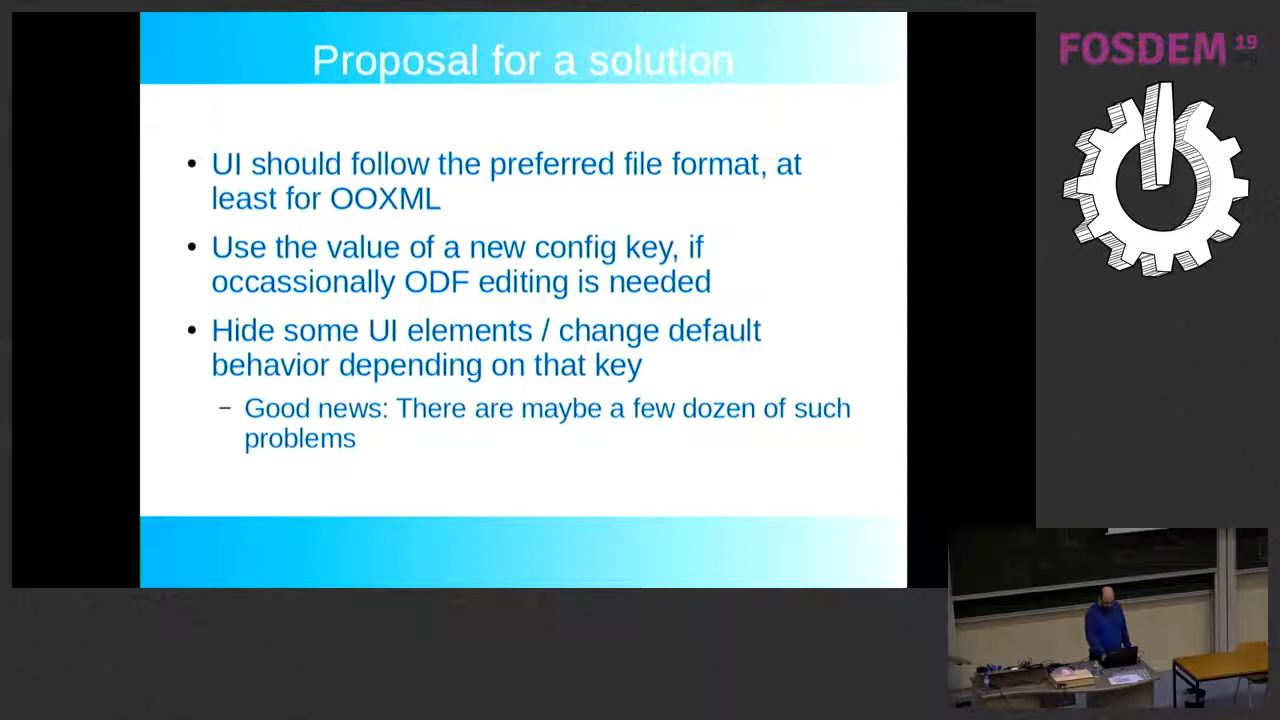 Proposal for a solution
• UI should follow the preferred file format, at
least for OOXML
• Use the value of a new config key, if
occassionally ODF editing is needed
• Hide some UI elements / change default
behavior depending on that key
– Good news: There are maybe a few dozen of such
problems
FOSDEM 19